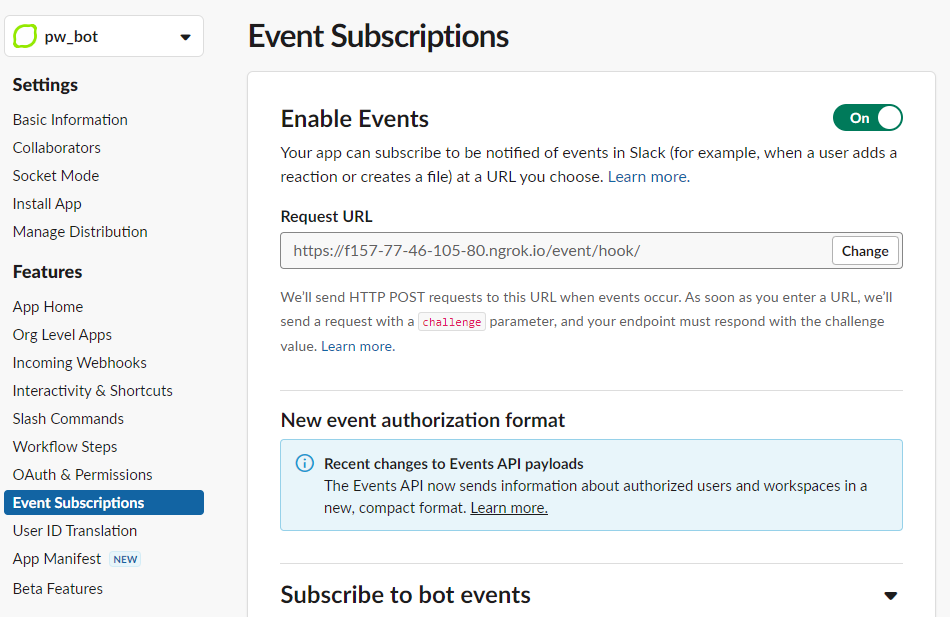 pw_bot
Settings
Basic Information
Collaborators
Socket Mode
Install App
Manage Distribution
Features
App Home
Org Level Apps
Incoming Webhooks
Interactivity & Shortcuts
Slash Commands
Workflow Steps
OAuth & Permissions
Event Subscriptions
User ID Translation
App Manifest NEW
Beta Features
Event Subscriptions
Enable Events
On
Your app can subscribe to be notified of events in Slack (for example, when a user adds a
reaction or creates a file) at a URL you choose. Learn more.
Request URL
https://f157-77-46-105-80.ngrok.io/event/hook/
Change
We'll send HTTP POST requests to this URL when events occur. As soon as you enter a URL, we'll
send a request with a challenge parameter, and your endpoint must respond with the challenge
value. Learn more.
New event authorization format
Recent changes to Events API payloads
The Events API now sends information about authorized users and workspaces in a
new, compact format. Learn more.
Subscribe to bot events